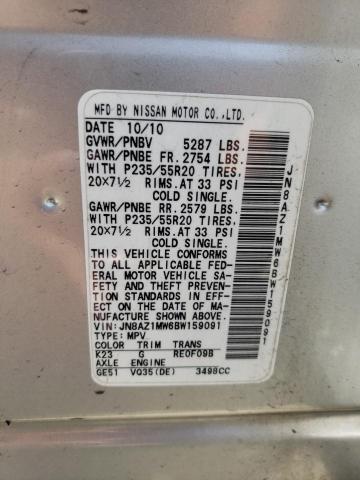 MFD BY NISSAN MOTOR CO.,LTD.
DATE 10/10
GVWR/PNBV 5287 LBS.
GAWR/PNBE FR. 2754 LBS.
WITH P235/55R20 TIRES,
20×7½ RIMS.AT 33 PSI
COLD SINGLE.
GAWR/PNBE RR. 2579 LBS.
WITH P235/55R20 TIRES,
20×7½ RIMS.AT 33 PSI
COLD SINGLE.
THIS VEHICLE CONFORMS
TO ALL APPLICABLE FED-
ERAL MOTOR VEHICLE SA-
FETY AND THEFT PREVEN-
TION STANDARDS IN EFF-
ECT ON THE DATE OF MA-
NUFACTURE SHOWN ABOVE.
VIN:JN8AZ1MW6BW159091
TYPE: MPV
COLOR TRIM TRANS
K23 G RE0F09B
AXLE ENGINE
GE51 VQ35(DE) 3498CC
JN8AZ1MW6BW159091